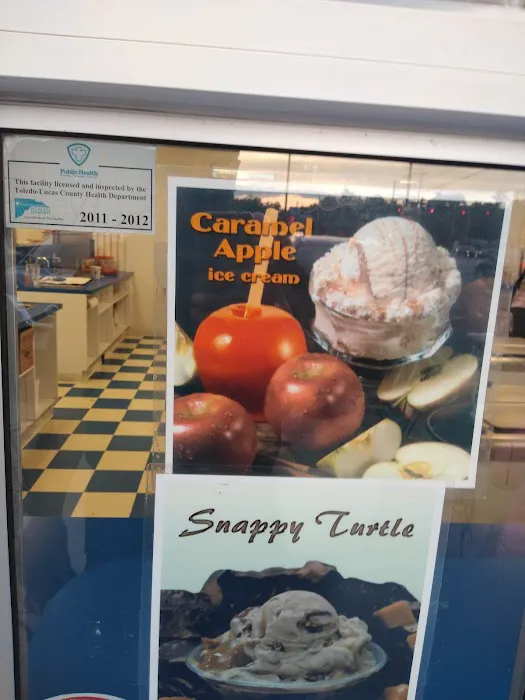 Public Health
This facility licensed and inspected by the
Toledo-Lucas County Health Department
2011 - 2012
Caramel
Apple
ice cream
Snappy Turtle